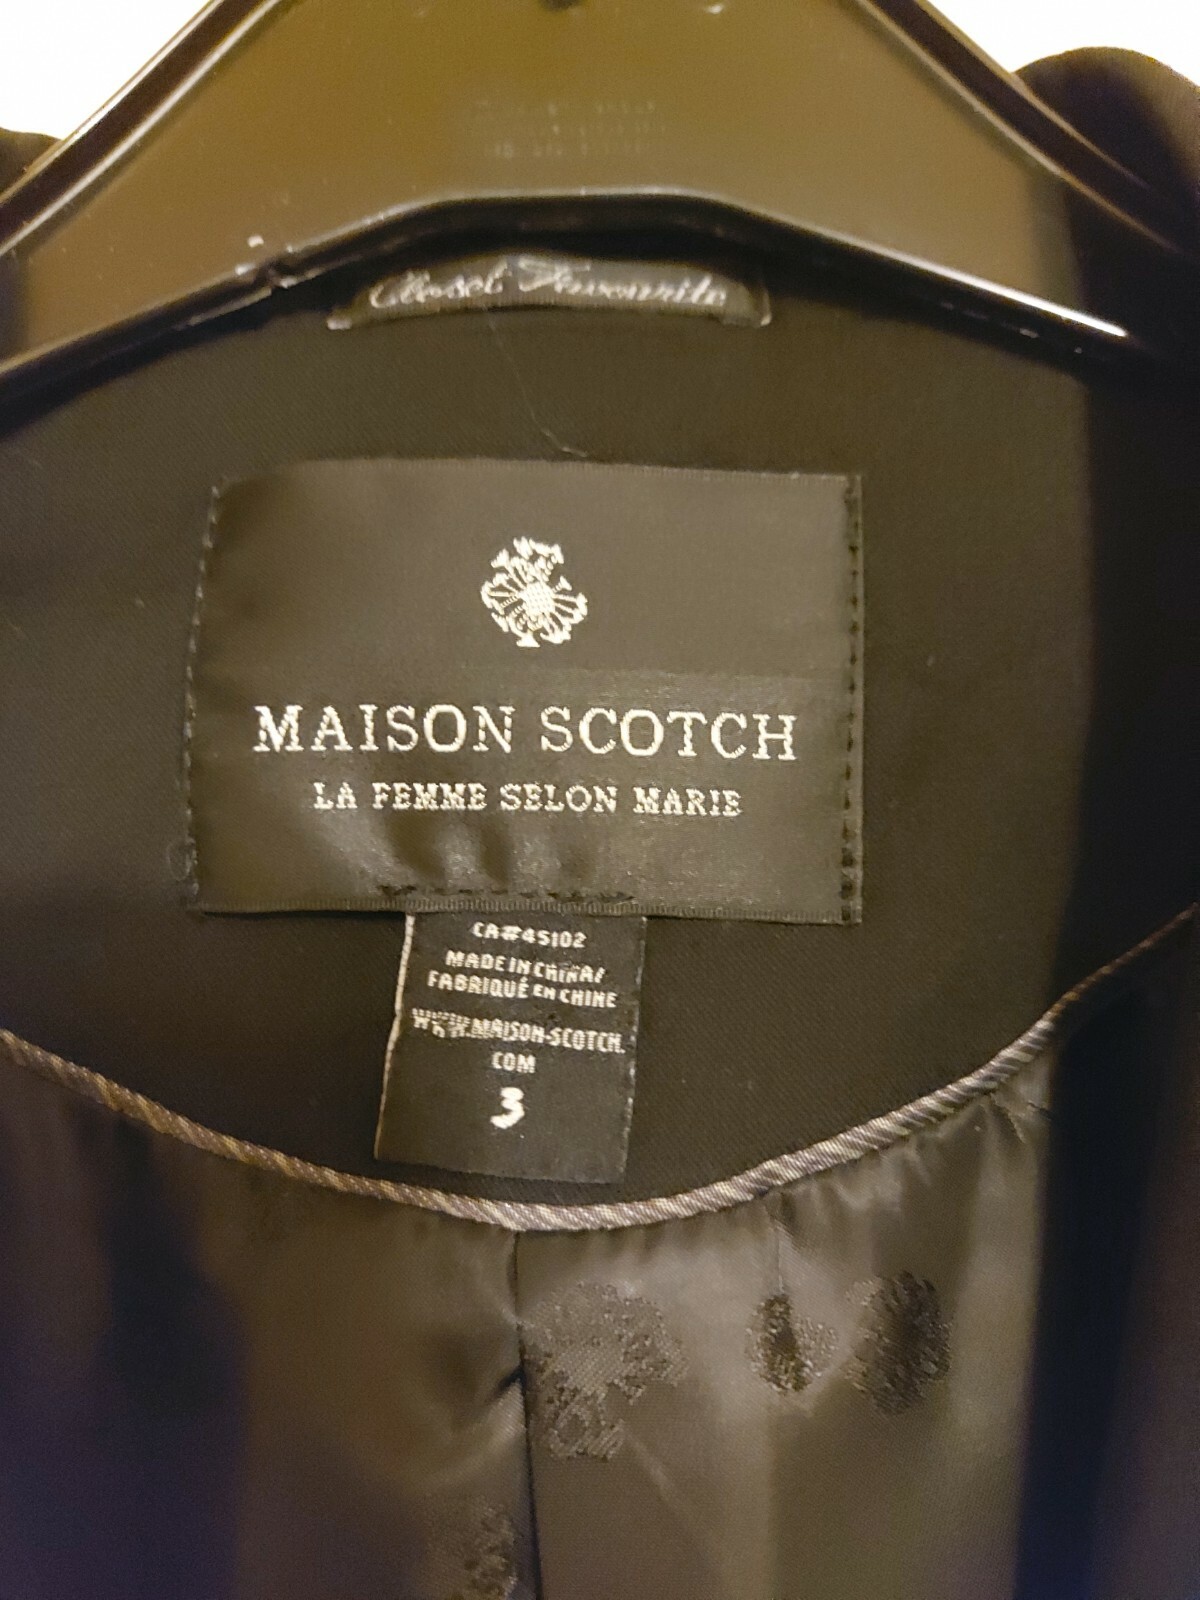 Closet Favourite
MAISON SCOTCH
LA FEMME SELON MARIE
CA#45102
MADE IN CHINA/
FABRIQUÉ EN CHINE
WWW.MAISON-SCOTCH.
COM
3